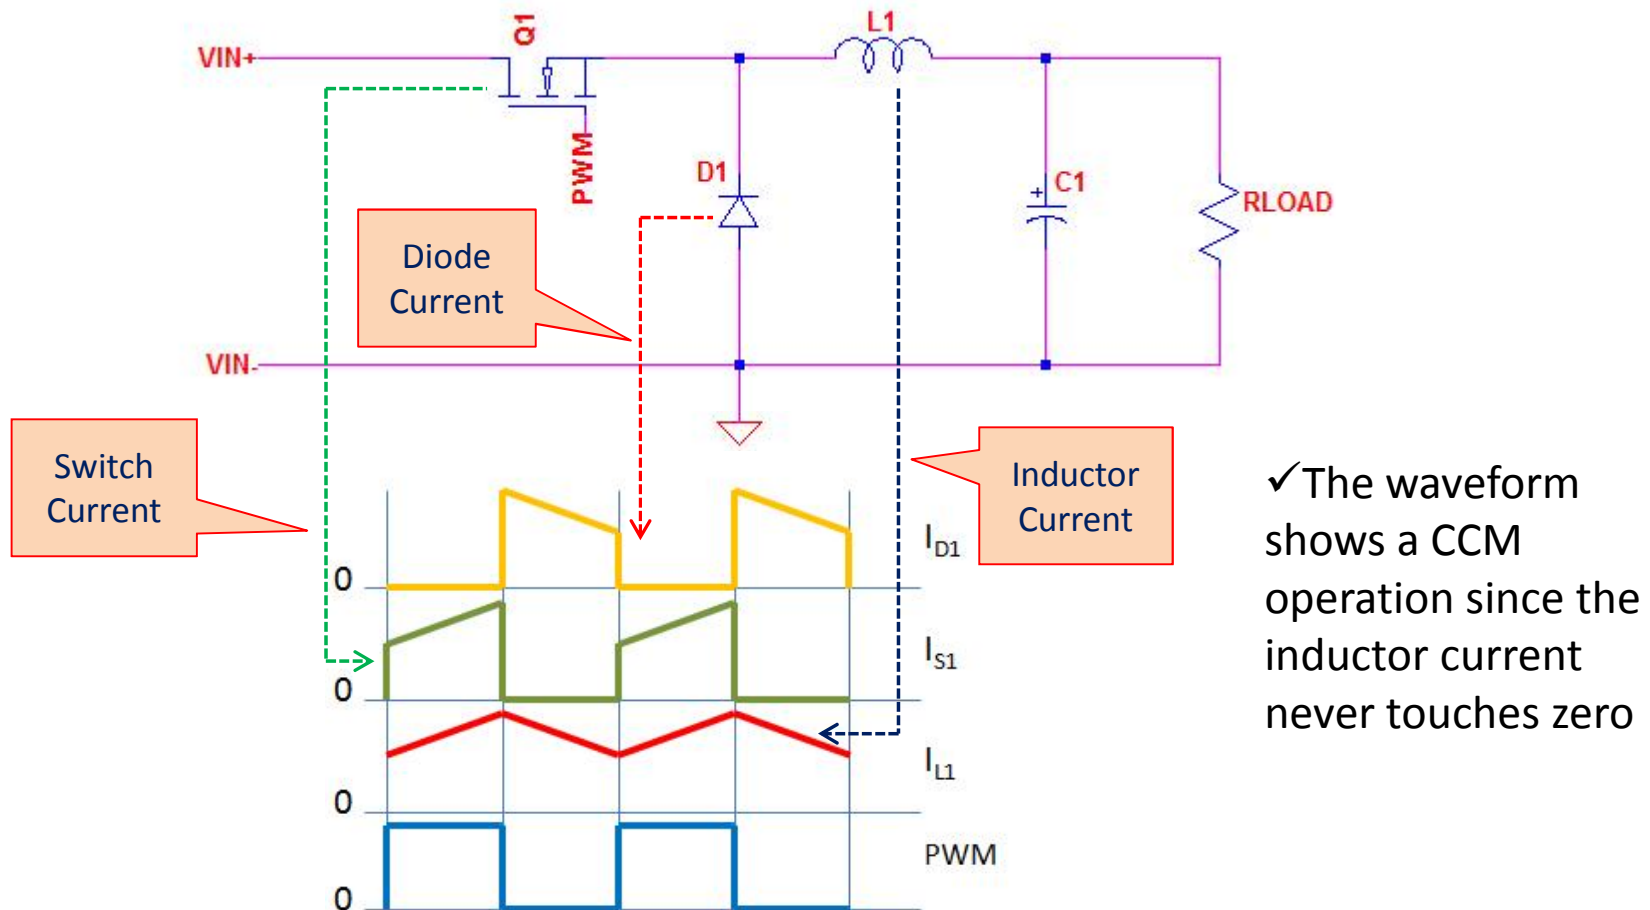 Q1
L1
VIN+
PWM
D1
+
C1
RLOAD
Diode
Current
VIN-
Switch
Current
Inductor
Current
✓The waveform
shows a CCM
operation since the
inductor current
never touches zero
I_D1
0
I_S1
0
I_L1
0
PWM
0